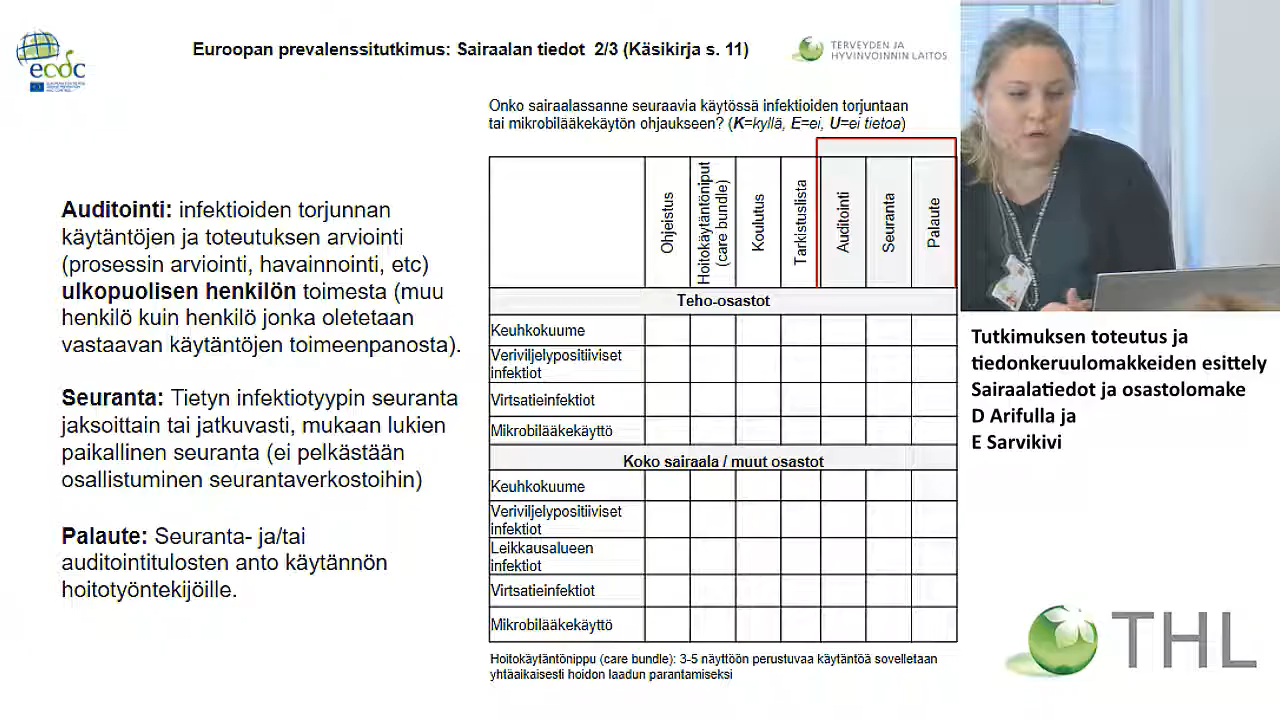 ecdc
Euroopan prevalenssitutkimus: Sairaalan tiedot 2/3 (Käsikirja s. 11)
TERVEYDEN JA
HYVINVOINNIN LAITOS
Auditointi: infektioiden torjunnan
käytäntöjen ja toteutuksen arviointi
(prosessin arviointi, havainnointi, etc)
ulkopuolisen henkilön toimesta (muu
henkilö kuin henkilö jonka oletetaan
vastaavan käytäntöjen toimeenpanosta).
Seuranta: Tietyn infektiotyypin seuranta
jaksoittain tai jatkuvasti, mukaan lukien
paikallinen seuranta (ei pelkästään
osallistuminen seurantaverkostoihin)
Palaute: Seuranta- ja/tai
auditointitulosten anto käytännön
hoitotyöntekijöille.
Onko sairaalassanne seuraavia käytössä infektioiden torjuntaan
tai mikrobilääkekäytön ohjaukseen? (K=kyllä, E=ei, U=ei tietoa)
Ohjeistus
Hoitokäytäntöniput
(care bundle)
Koulutus
Tarkistuslista
Auditointi
Seuranta
Palaute
Teho-osastot
Keuhkokuume
Veriviljelypositiiviset
infektiot
Virtsatieinfektiot
Mikrobilääkekäyttö
Koko sairaala / muut osastot
Keuhkokuume
Veriviljelypositiiviset
infektiot
Leikkausalueen
infektiot
Virtsatieinfektiot
Mikrobilääkekäyttö
Hoitokäytäntönippu (care bundle): 3-5 näyttöön perustuvaa käytäntöä sovelletaan
yhtäaikaisesti hoidon laadun parantamiseksi
Tutkimuksen toteutus ja
tiedonkeruulomakkeiden esittely
Sairaalatiedot ja osastolomake
D Arifulla ja
E Sarvikivi
THL